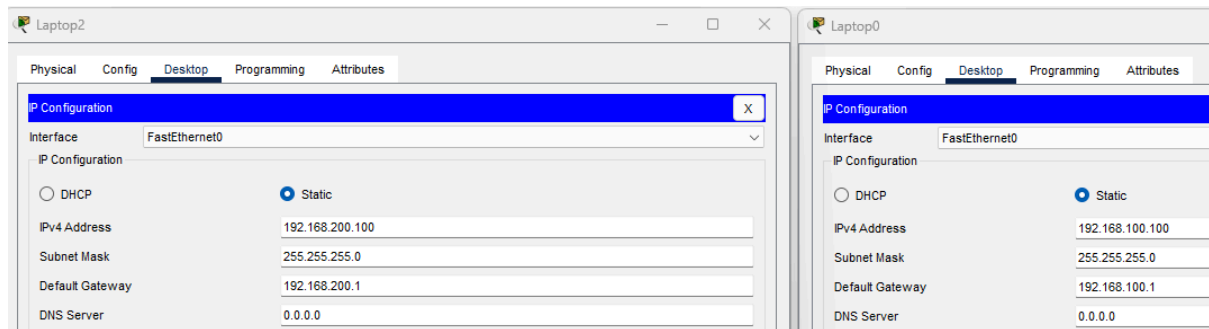 Laptop2
Physical Config Desktop Programming Attributes
IP Configuration X
Interface FastEthernet0
IP Configuration
DHCP Static
IPv4 Address 192.168.200.100
Subnet Mask 255.255.255.0
Default Gateway 192.168.200.1
DNS Server 0.0.0.0
Laptop0
Physical Config Desktop Programming Attributes
IP Configuration
Interface FastEthernet0
IP Configuration
DHCP Static
IPv4 Address 192.168.100.100
Subnet Mask 255.255.255.0
Default Gateway 192.168.100.1
DNS Server 0.0.0.0